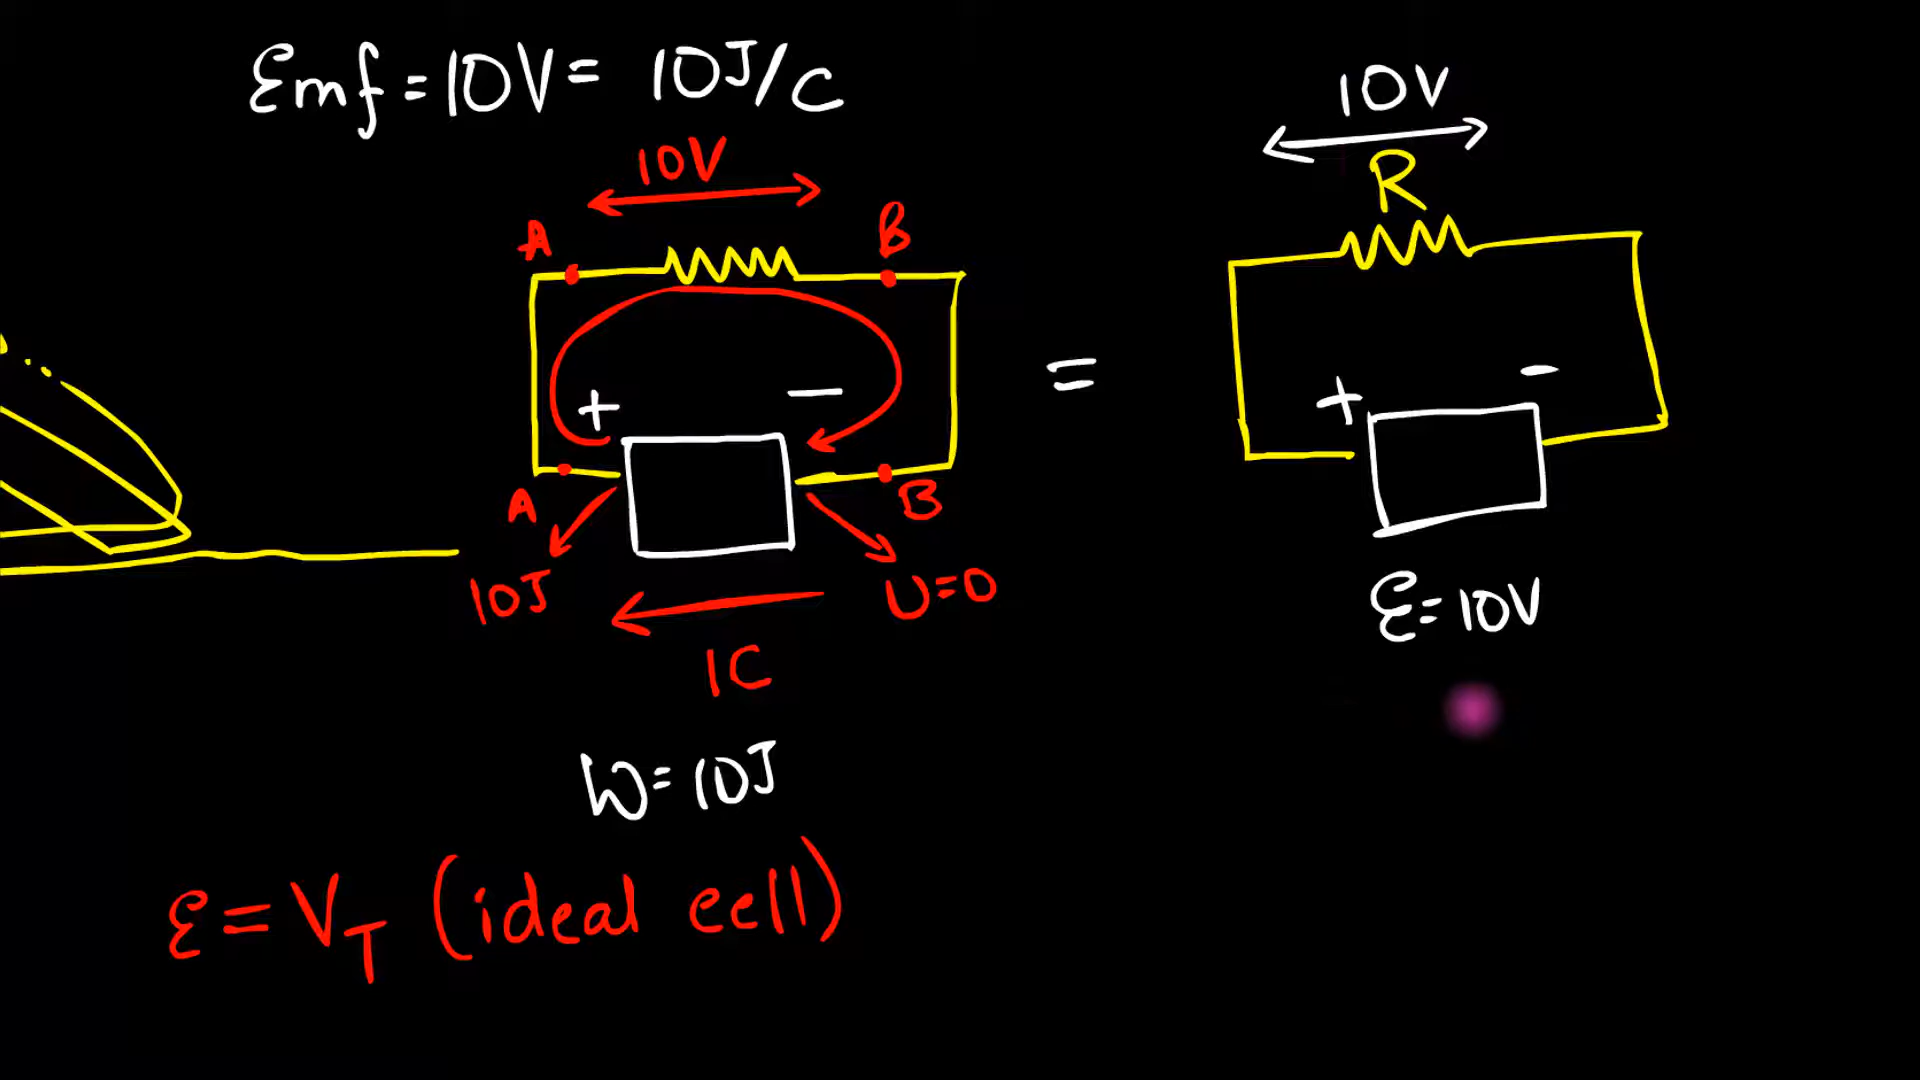 Emf = 10V = 10J/C
10V
A
B
+
−
A
B
10J
U=0
1C
W=10J
ε = V_T (ideal cell)
=
10V
R
+
-
ε=10V